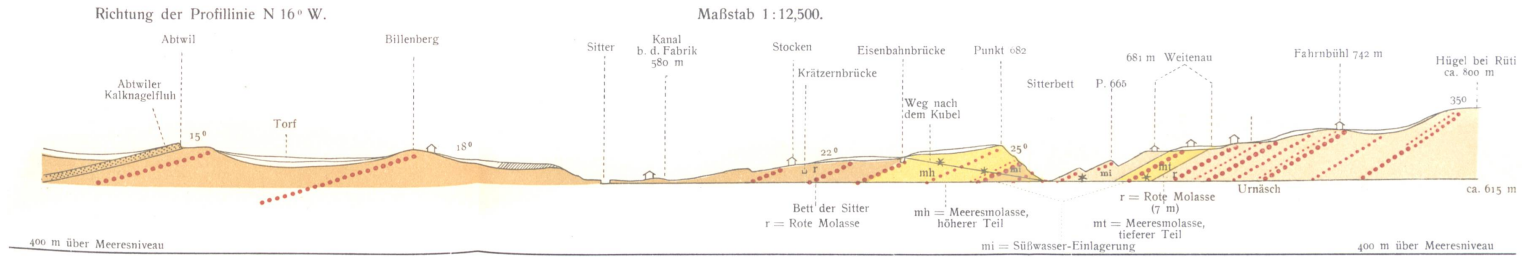 Richtung der Profillinie N 16° W.
Maßstab 1 : 12,500.
Abtwil
Billenberg
Sitter
Kanal
b. d. Fabrik
580 m
Stocken
Krätzernbrücke
Eisenbahnbrücke
Punkt 682
Sitterbett
P. 666
681 m
Weitenau
Fahrnbühl 742 m
Hügel bei Rüti
ca. 800 m
Abtwiler
Kalknagelfluh
Torf
Weg nach
dem Kubel
15°
18°
22°
25°
35°
r
mh
mi
mi
mt
r
Urnäsch
ca. 615 m
Bett der Sitter
r = Rote Molasse
mh = Meeresmolasse,
höherer Teil
r = Rote Molasse
(7 m)
mt = Meeresmolasse,
tieferer Teil
mi = Süßwasser-Einlagerung
400 m über Meeresniveau
400 m über Meeresniveau